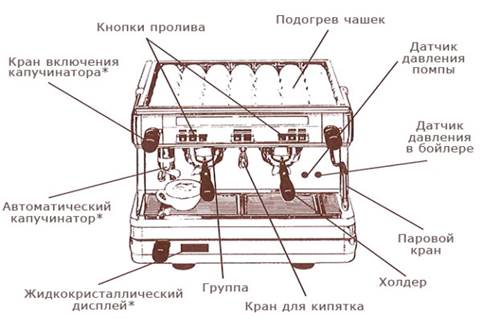 Кнопки пролива
Подогрев чашек
Кран включения
капучинатора*
Датчик
давления
помпы
Датчик
давления
в бойлере
Автоматический
капучинатор*
Паровой
кран
Жидкокристаллический
дисплей*
Группа
Кран для кипятка
Холдер